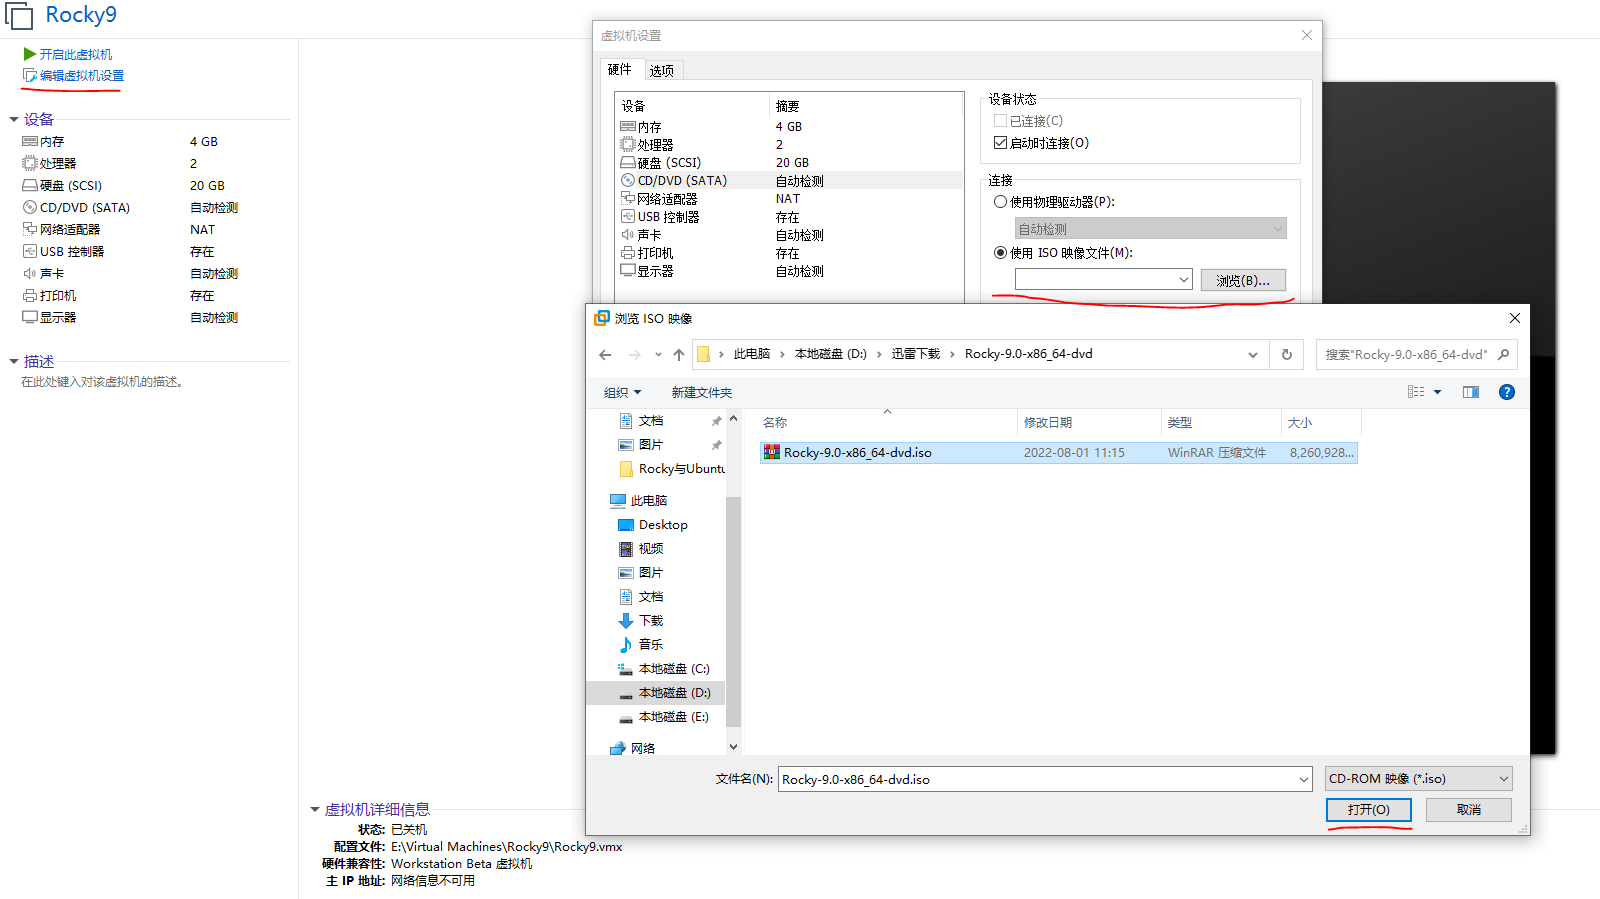 Rocky9
开启此虚拟机
编辑虚拟机设置
设备
内存 4 GB
处理器 2
硬盘 (SCSI) 20 GB
CD/DVD (SATA) 自动检测
网络适配器 NAT
USB 控制器 存在
声卡 自动检测
打印机 存在
显示器 自动检测
描述
在此处键入对该虚拟机的描述。
虚拟机设置
硬件 选项
设备 摘要
内存 4 GB
处理器 2
硬盘 (SCSI) 20 GB
CD/DVD (SATA) 自动检测
网络适配器 NAT
USB 控制器 存在
声卡 自动检测
打印机 存在
显示器 自动检测
设备状态
已连接(C)
启动时连接(O)
连接
使用物理驱动器(P):
自动检测
使用 ISO 映像文件(M):
浏览(B)...
浏览 ISO 映像
此电脑 本地磁盘 (D:) 迅雷下载 Rocky-9.0-x86_64-dvd
搜索"Rocky-9.0-x86_64-dvd"
组织 新建文件夹
文档
图片
Rocky与Ubuntu
此电脑
Desktop
视频
图片
文档
下载
音乐
本地磁盘 (C:)
本地磁盘 (D:)
本地磁盘 (E:)
网络
名称 修改日期 类型 大小
Rocky-9.0-x86_64-dvd.iso 2022-08-01 11:15 WinRAR 压缩文件 8,260,928...
文件名(N): Rocky-9.0-x86_64-dvd.iso CD-ROM 映像 (*.iso)
打开(O) 取消
虚拟机详细信息
状态: 已关机
配置文件: E:\Virtual Machines\Rocky9\Rocky9.vmx
硬件兼容性: Workstation Beta 虚拟机
主 IP 地址: 网络信息不可用